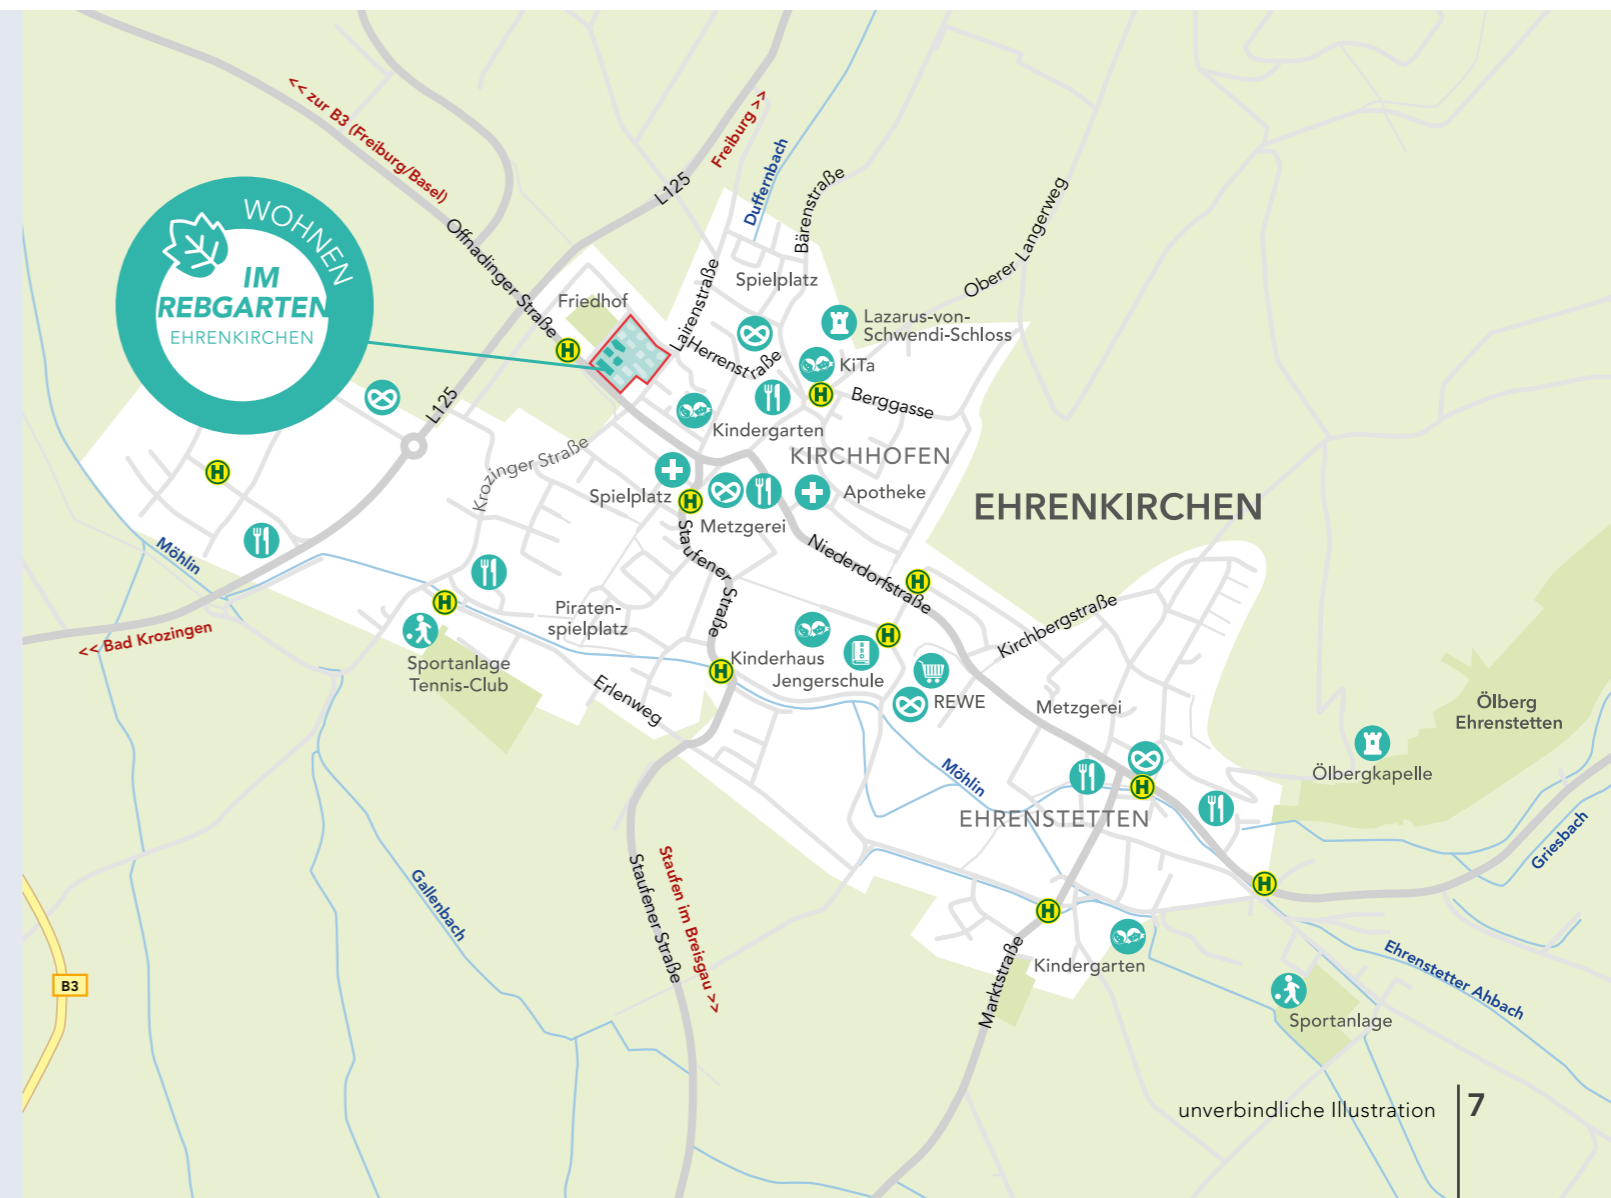 << zur B3 (Freiburg/Basel)
Freiburg >>
L125
Duffernbach
Bärenstraße
Offnadinger Straße
Oberer Langerweg
WOHNEN
IM
REBGARTEN
EHRENKIRCHEN
Friedhof
Lairenstraße
Spielplatz
Herrenstraße
Lazarus-von-
Schwendi-Schloss
KiTa
H
H
Berggasse
L125
Kindergarten
KIRCHHOFEN
Krozinger Straße
H
Spielplatz
H
Metzgerei
Apotheke
EHRENKIRCHEN
Staufener Straße
Niederdorfstraße
H
Möhlin
H
Piraten-
spielplatz
Kirchbergstraße
<< Bad Krozingen
Sportanlage
Tennis-Club
H
Kinderhaus
Jengerschule
H
Erlenweg
REWE
Metzgerei
Ölberg
Ehrenstetten
Möhlin
Ölbergkapelle
H
EHRENSTETTEN
Griesbach
Gallenbach
Staufener Straße
Staufen im Breisgau >>
H
H
Marktstraße
Kindergarten
Ehrenstetter Ahbach
B3
Sportanlage
unverbindliche Illustration
7